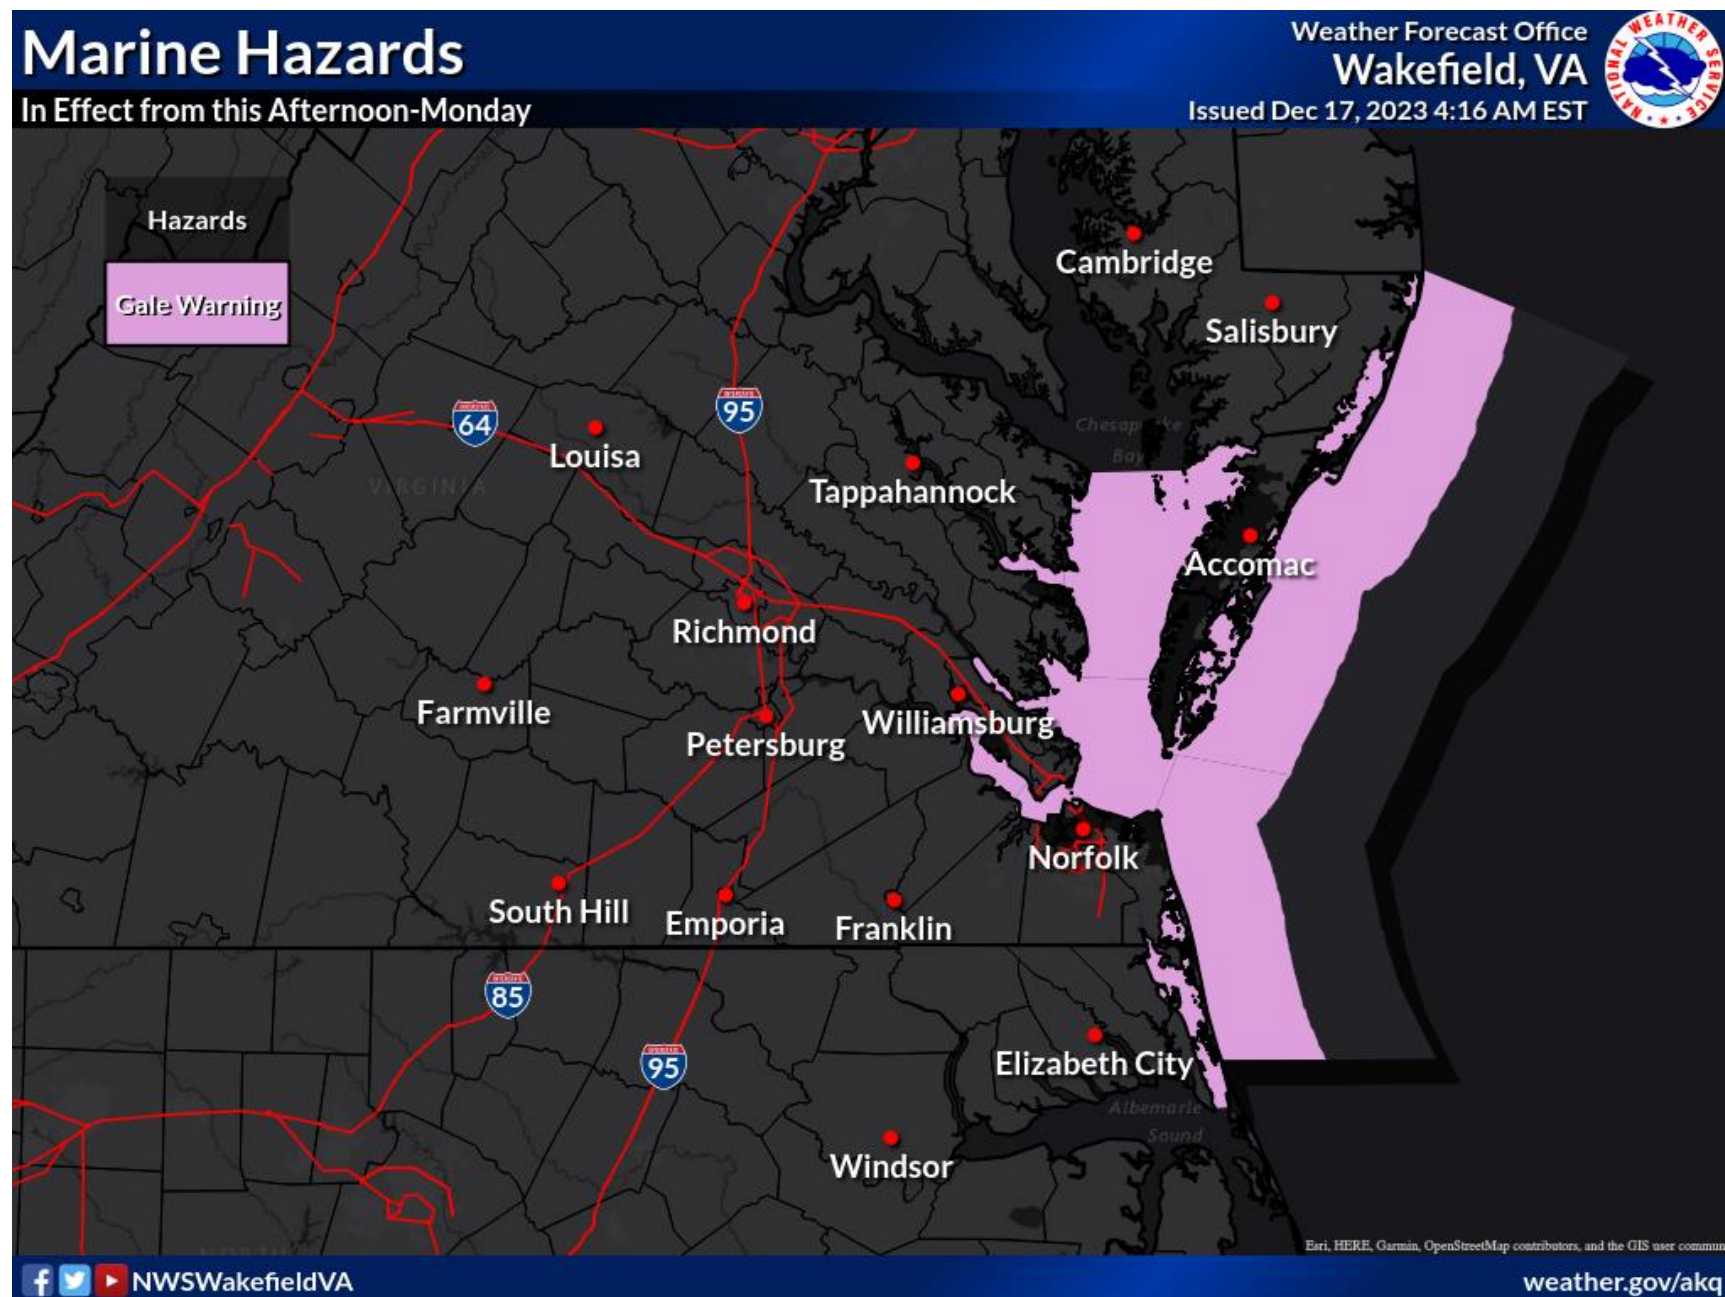 Marine Hazards
In Effect from this Afternoon-Monday
Weather Forecast Office
Wakefield, VA
Issued Dec 17, 2023 4:16 AM EST
NATIONAL WEATHER SERVICE
Hazards
Gale Warning
Cambridge
Salisbury
64
95
Louisa
Chesapeake
Bay
VIRGINIA
Tappahannock
Accomac
Richmond
Farmville
Petersburg
Williamsburg
Norfolk
South Hill
Emporia
Franklin
85
95
Elizabeth City
Albemarle
Sound
Windsor
NORTH
Esri, HERE, Garmin, OpenStreetMap contributors, and the GIS user commun
NWSWakefieldVA
weather.gov/akq